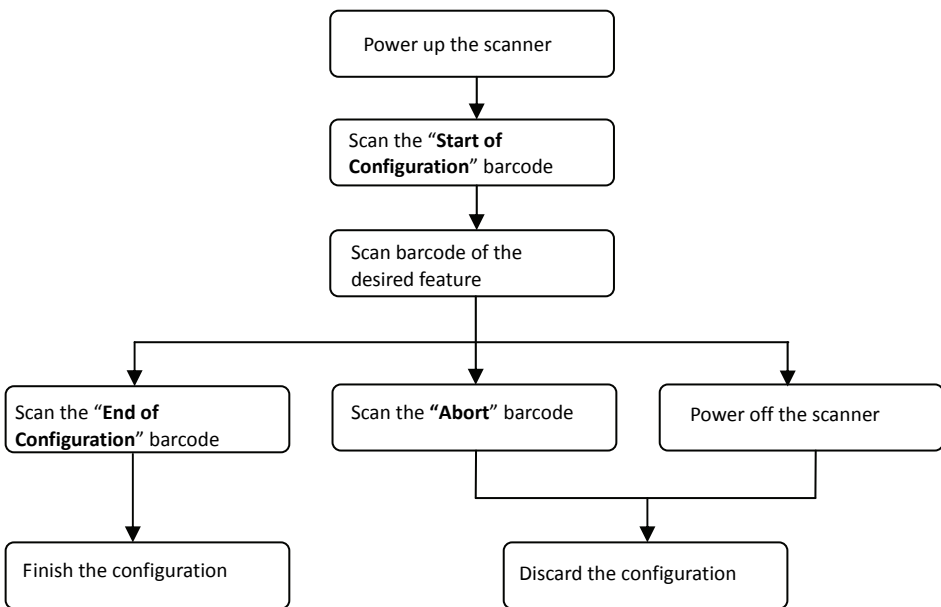 Power up the scanner
Scan the “Start of
Configuration” barcode
Scan barcode of the
desired feature
Scan the “End of
Configuration” barcode
Scan the “Abort” barcode
Power off the scanner
Finish the configuration
Discard the configuration